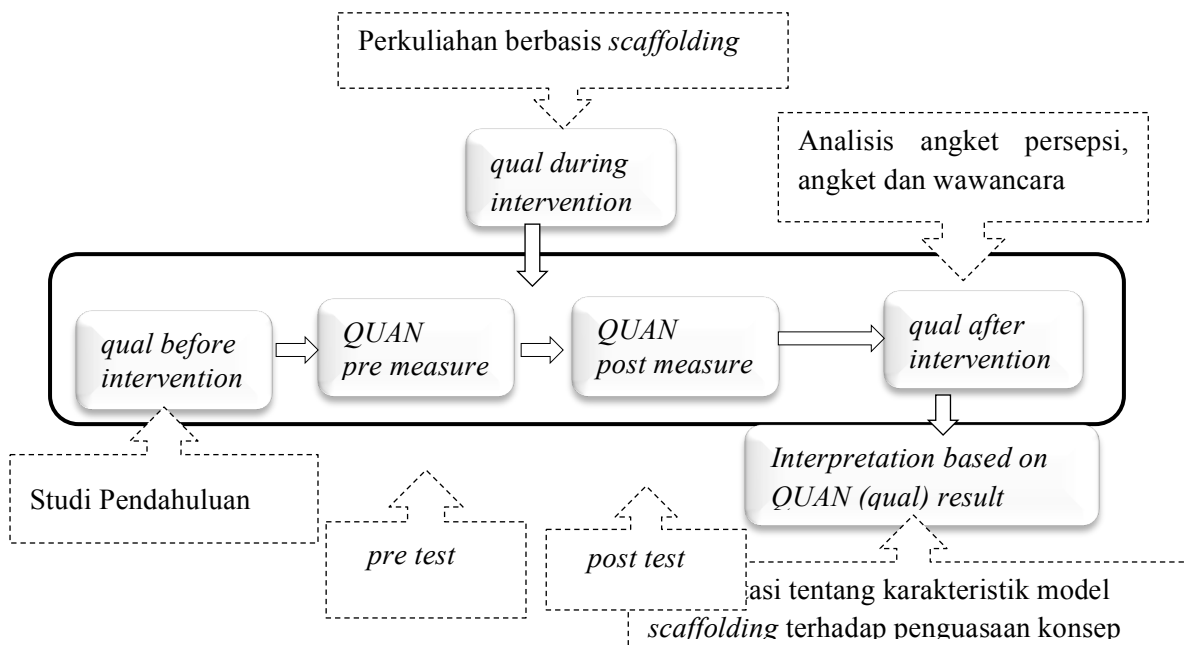 Perkuliahan berbasis scaffolding
qual during
intervention
Analisis angket persepsi,
angket dan wawancara
qual before
intervention
QUAN
pre measure
QUAN
post measure
qual after
intervention
Studi Pendahuluan
pre test
post test
Interpretation based on
QUAN (qual) result
asi tentang karakteristik model
scaffolding terhadap penguasaan konsep